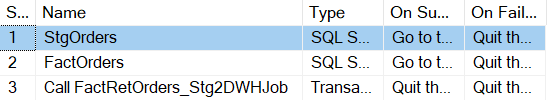 S... Name Type On Su... On Fail...
1 StgOrders SQL S... Go to t... Quit th...
2 FactOrders SQL S... Go to t... Quit th...
3 Call FactRetOrders_Stg2DWHJob Transa... Quit th... Quit th...